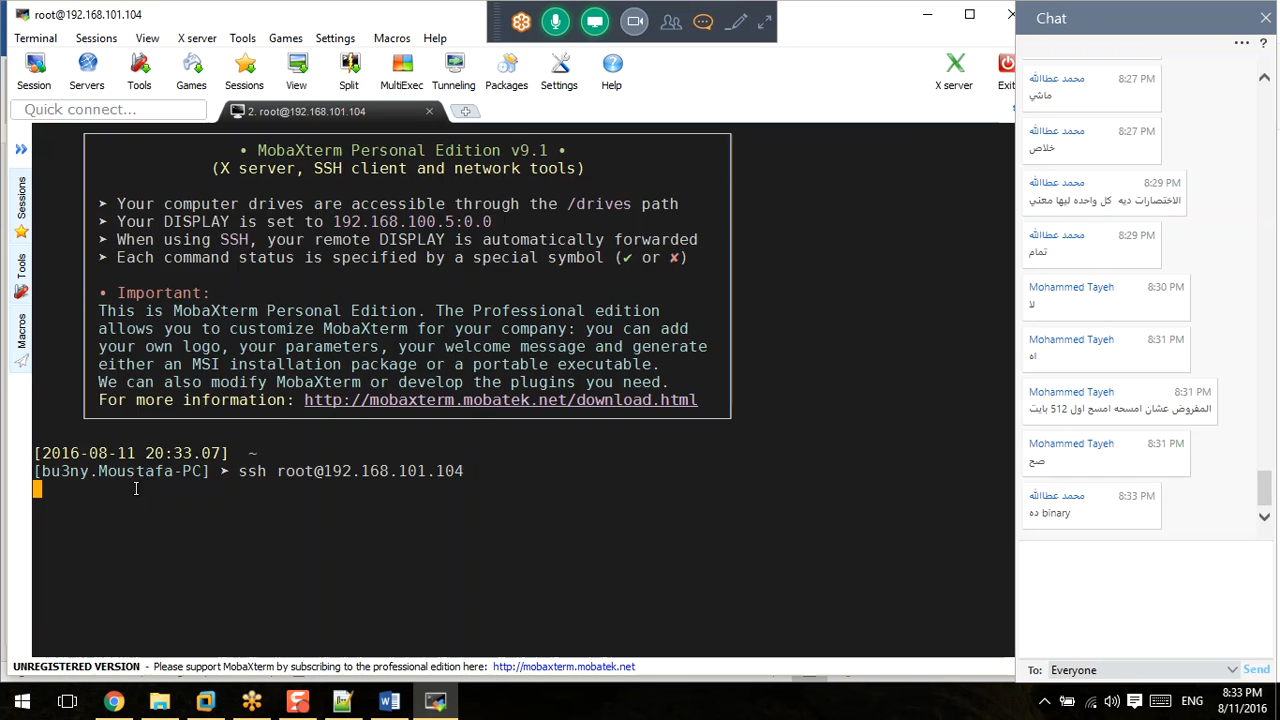 root@192.168.101.104
Terminal Sessions View X server Tools Games Settings Macros Help
Session Servers Tools Games Sessions View Split MultiExec Tunneling Packages Settings Help X server Exit
Quick connect...
2. root@192.168.101.104
Sessions
Tools
Macros
• MobaXterm Personal Edition v9.1 •
(X server, SSH client and network tools)
➤ Your computer drives are accessible through the /drives path
➤ Your DISPLAY is set to 192.168.100.5:0.0
➤ When using SSH, your remote DISPLAY is automatically forwarded
➤ Each command status is specified by a special symbol (✔ or ✘)
• Important:
This is MobaXterm Personal Edition. The Professional edition
allows you to customize MobaXterm for your company: you can add
your own logo, your parameters, your welcome message and generate
either an MSI installation package or a portable executable.
We can also modify MobaXterm or develop the plugins you need.
For more information: http://mobaxterm.mobatek.net/download.html
[2016-08-11 20:33.07] ~
[bu3ny.Moustafa-PC] ➤ ssh root@192.168.101.104
UNREGISTERED VERSION - Please support MobaXterm by subscribing to the professional edition here: http://mobaxterm.mobatek.net
Chat
... ?
محمد عطاالله 8:27 PM
ماشي
محمد عطاالله 8:27 PM
خلاص
محمد عطاالله 8:29 PM
الاختصارات ديه كل واحده ليها معني
محمد عطاالله 8:29 PM
تمام
Mohammed Tayeh 8:30 PM
لا
Mohammed Tayeh 8:31 PM
اه
Mohammed Tayeh 8:31 PM
المفروض عشان امسحه امسح اول 512 بايت
Mohammed Tayeh 8:31 PM
صح
محمد عطاالله 8:33 PM
ده binary
To: Everyone Send
ENG
8:33 PM
8/11/2016